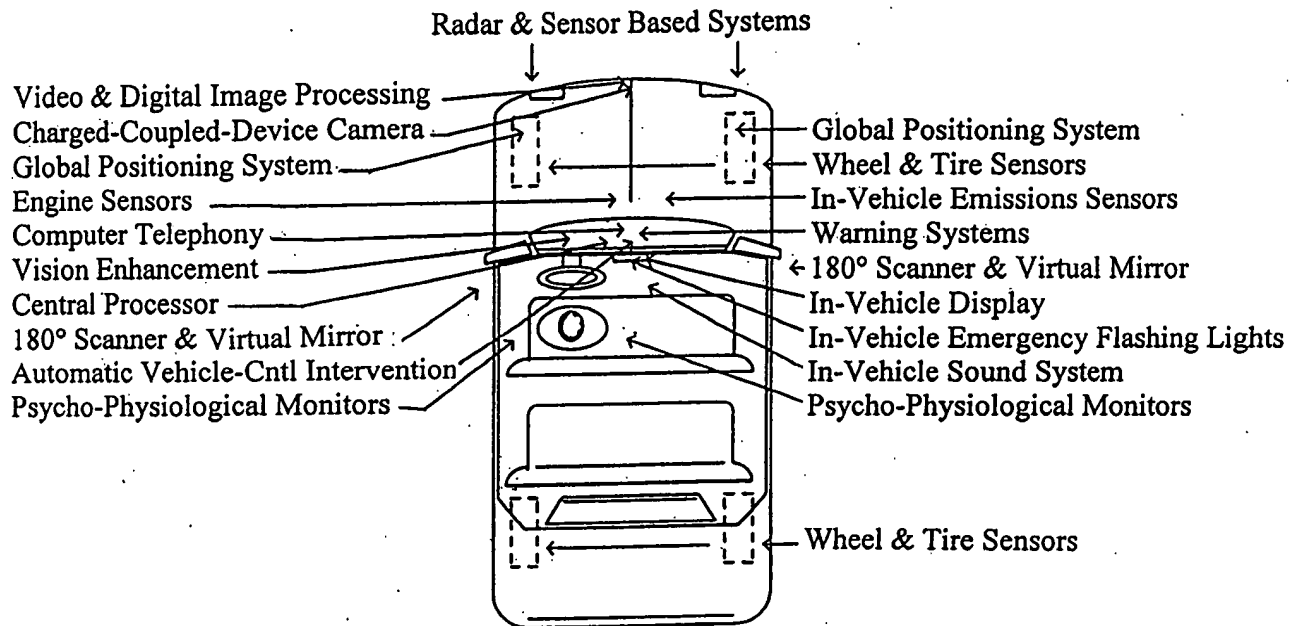 Radar & Sensor Based Systems
Video & Digital Image Processing
Charged-Coupled-Device Camera
Global Positioning System
Engine Sensors
Computer Telephony
Vision Enhancement
Central Processor
180° Scanner & Virtual Mirror
Automatic Vehicle-Cntl Intervention
Psycho-Physiological Monitors
Global Positioning System
Wheel & Tire Sensors
In-Vehicle Emissions Sensors
Warning Systems
180° Scanner & Virtual Mirror
In-Vehicle Display
In-Vehicle Emergency Flashing Lights
In-Vehicle Sound System
Psycho-Physiological Monitors
Wheel & Tire Sensors